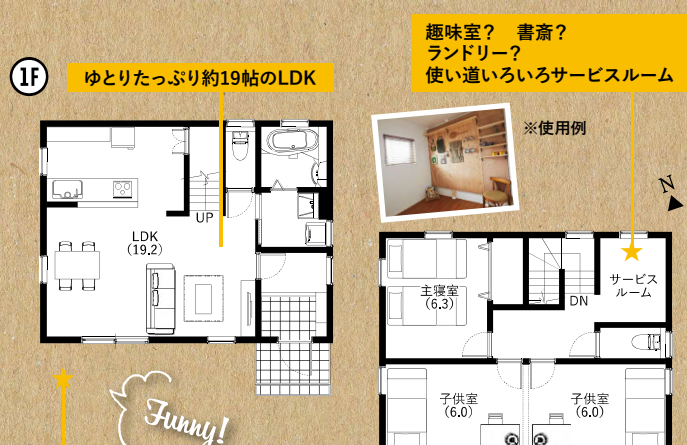 趣味室？　書斎？
ランドリー？
使い道いろいろサービスルーム
1F
ゆとりたっぷり約19帖のLDK
※使用例
N
UP
LDK
(19.2)
主寝室
(6.3)
DN
サービス
ルーム
子供室
(6.0)
子供室
(6.0)
Funny!